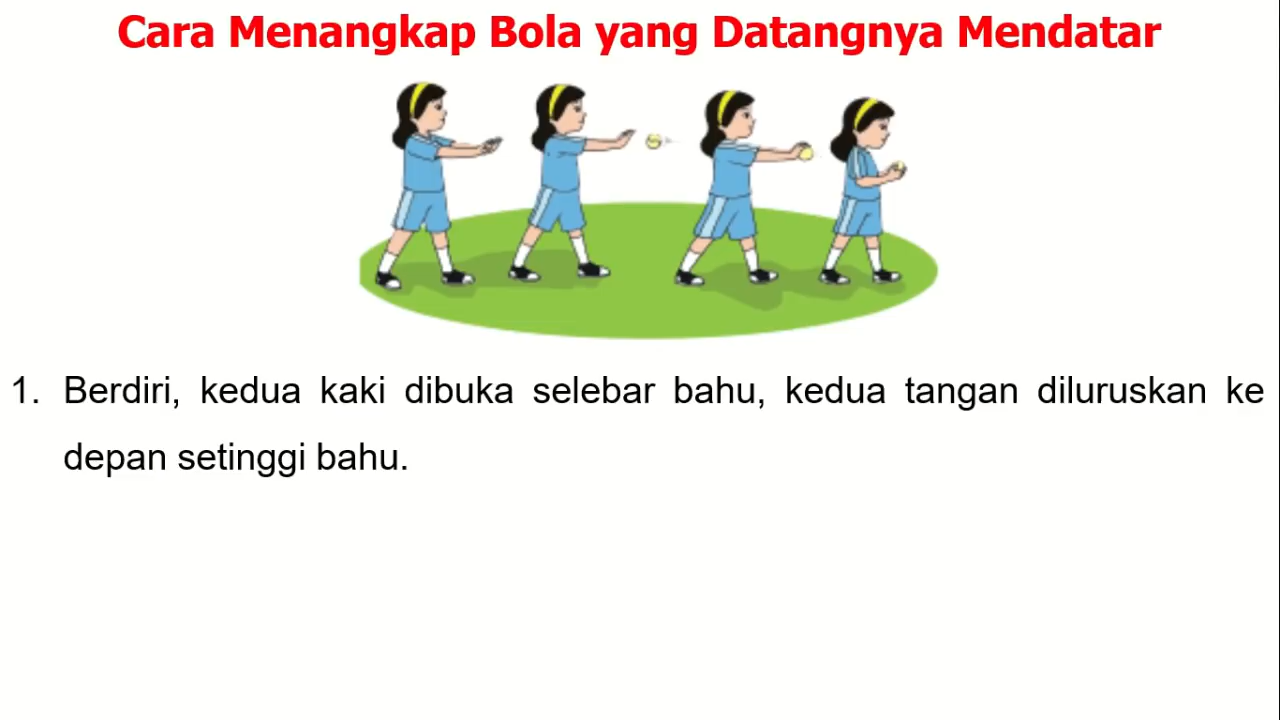 Cara Menangkap Bola yang Datangnya Mendatar
1. Berdiri, kedua kaki dibuka selebar bahu, kedua tangan diluruskan ke
depan setinggi bahu.